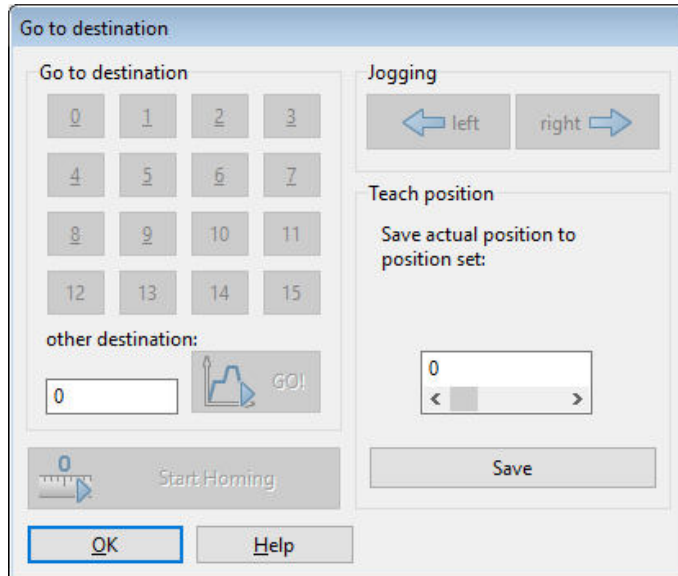 Go to destination
Go to destination
0 1 2 3
4 5 6 7
8 9 10 11
12 13 14 15
other destination:
0
GO!
0
Start Homing
OK
Help
Jogging
left
right
Teach position
Save actual position to
position set:
0
Save